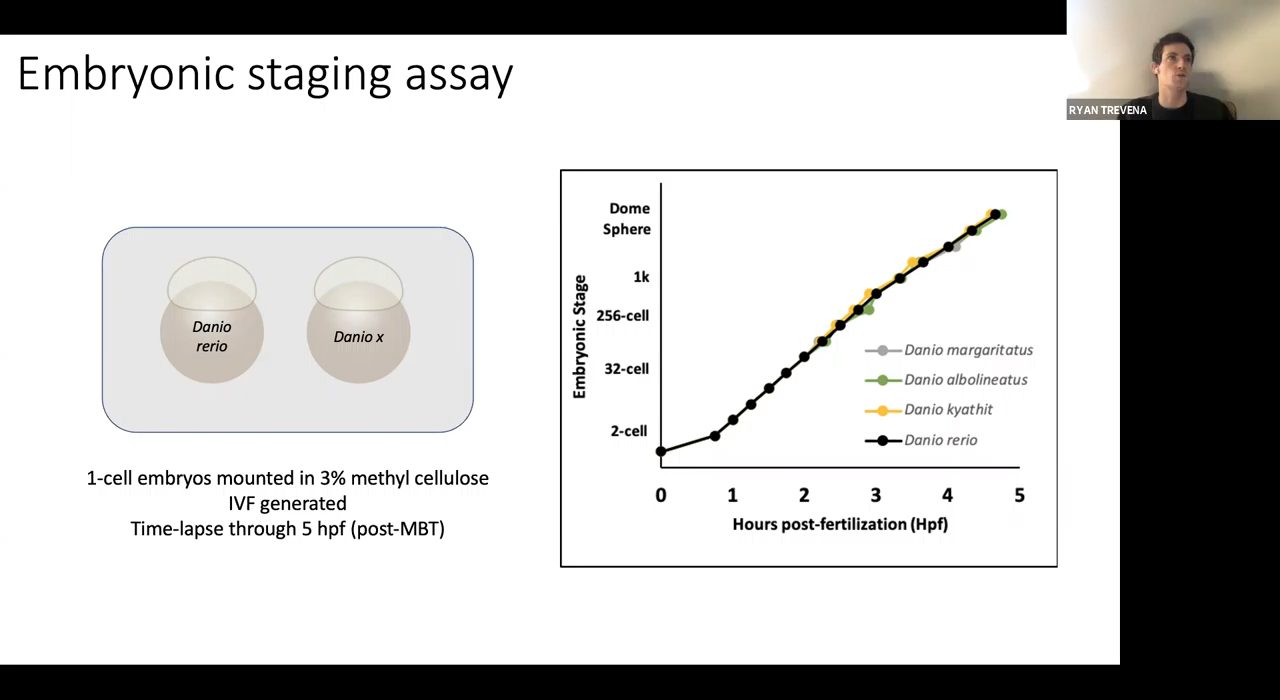 Embryonic staging assay
RYAN TREVENA
Danio
rerio
Danio x
1-cell embryos mounted in 3% methyl cellulose
IVF generated
Time-lapse through 5 hpf (post-MBT)
Embryonic Stage
Dome
Sphere
1k
256-cell
32-cell
2-cell
Danio margaritatus
Danio albolineatus
Danio kyathit
Danio rerio
0 1 2 3 4 5
Hours post-fertilization (Hpf)